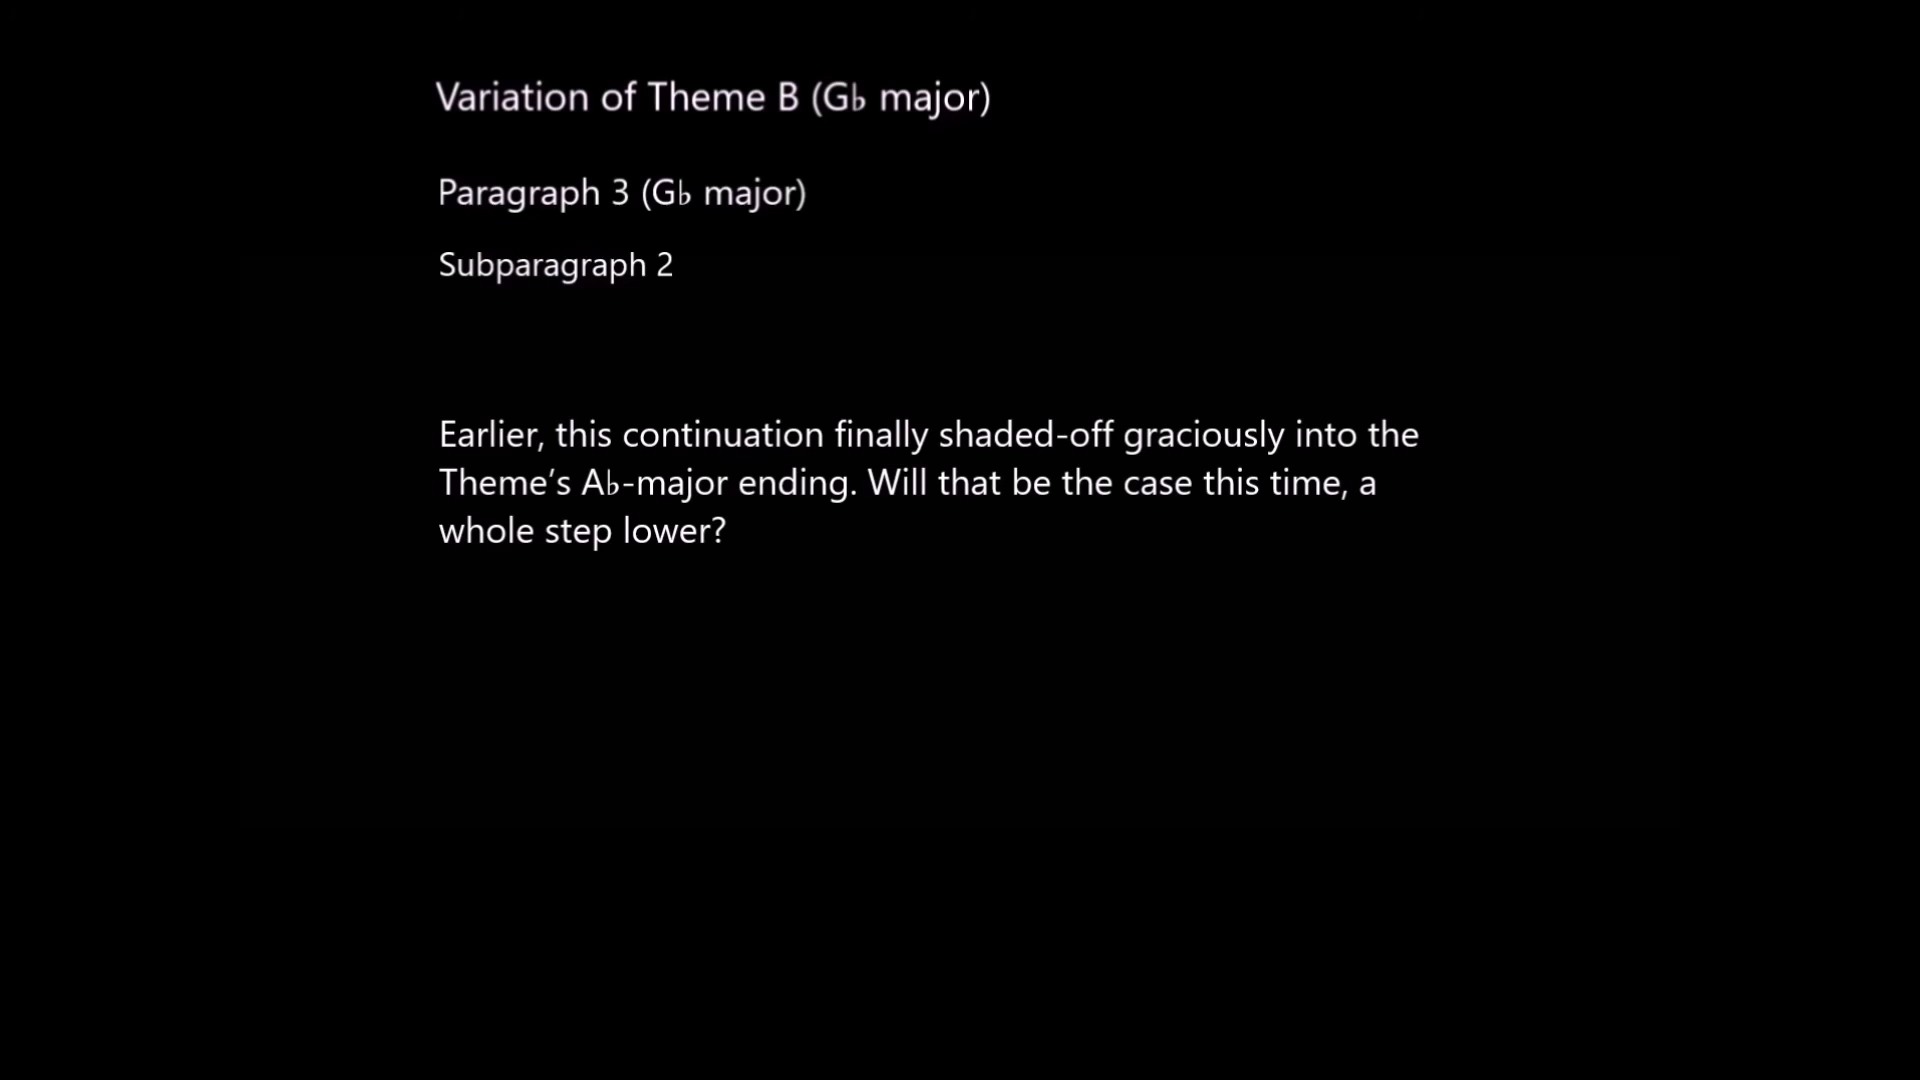 Variation of Theme B (G♭ major)
Paragraph 3 (G♭ major)
Subparagraph 2
Earlier, this continuation finally shaded-off graciously into the
Theme’s A♭-major ending. Will that be the case this time, a
whole step lower?